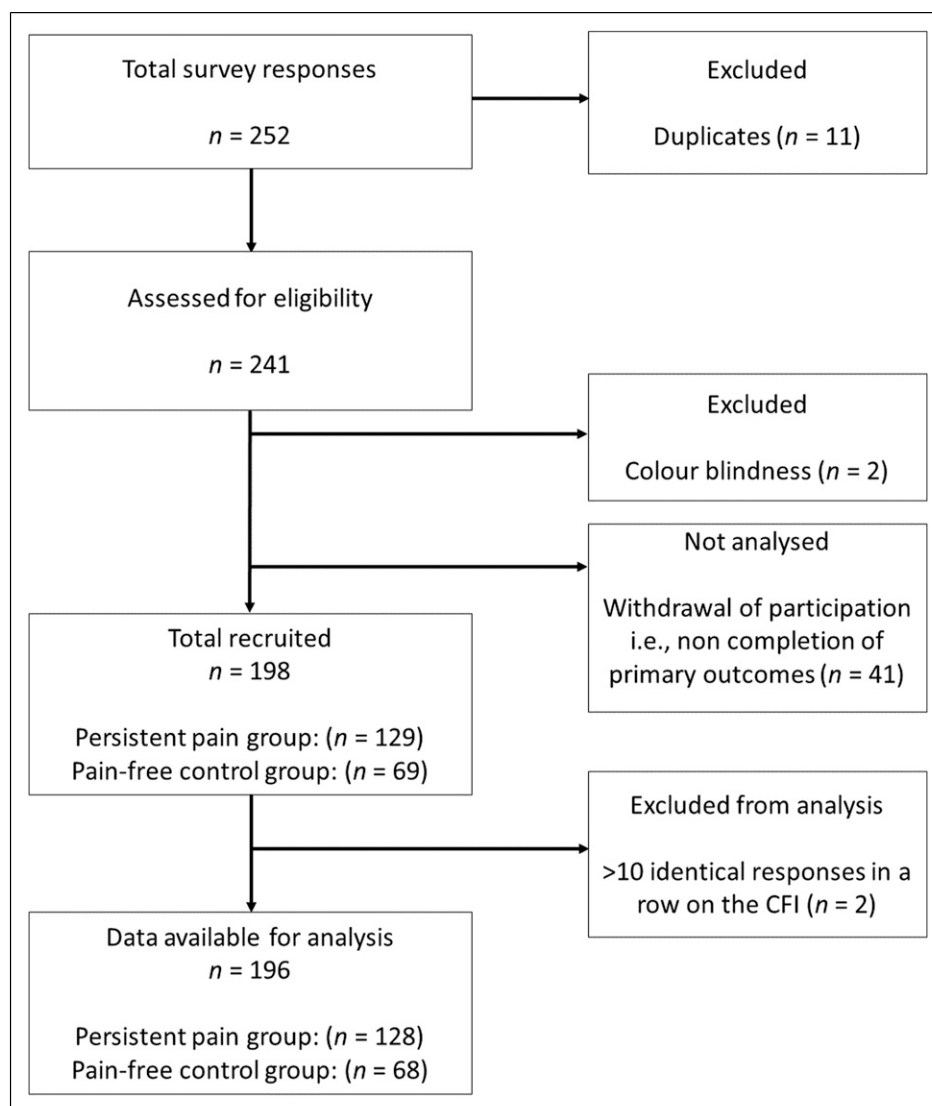 Total survey responses
n = 252
Excluded
Duplicates (n = 11)
Assessed for eligibility
n = 241
Excluded
Colour blindness (n = 2)
Not analysed
Withdrawal of participation
i.e., non completion of
primary outcomes (n = 41)
Total recruited
n = 198
Persistent pain group: (n = 129)
Pain-free control group: (n = 69)
Excluded from analysis
>10 identical responses in a
row on the CFI (n = 2)
Data available for analysis
n = 196
Persistent pain group: (n = 128)
Pain-free control group: (n = 68)